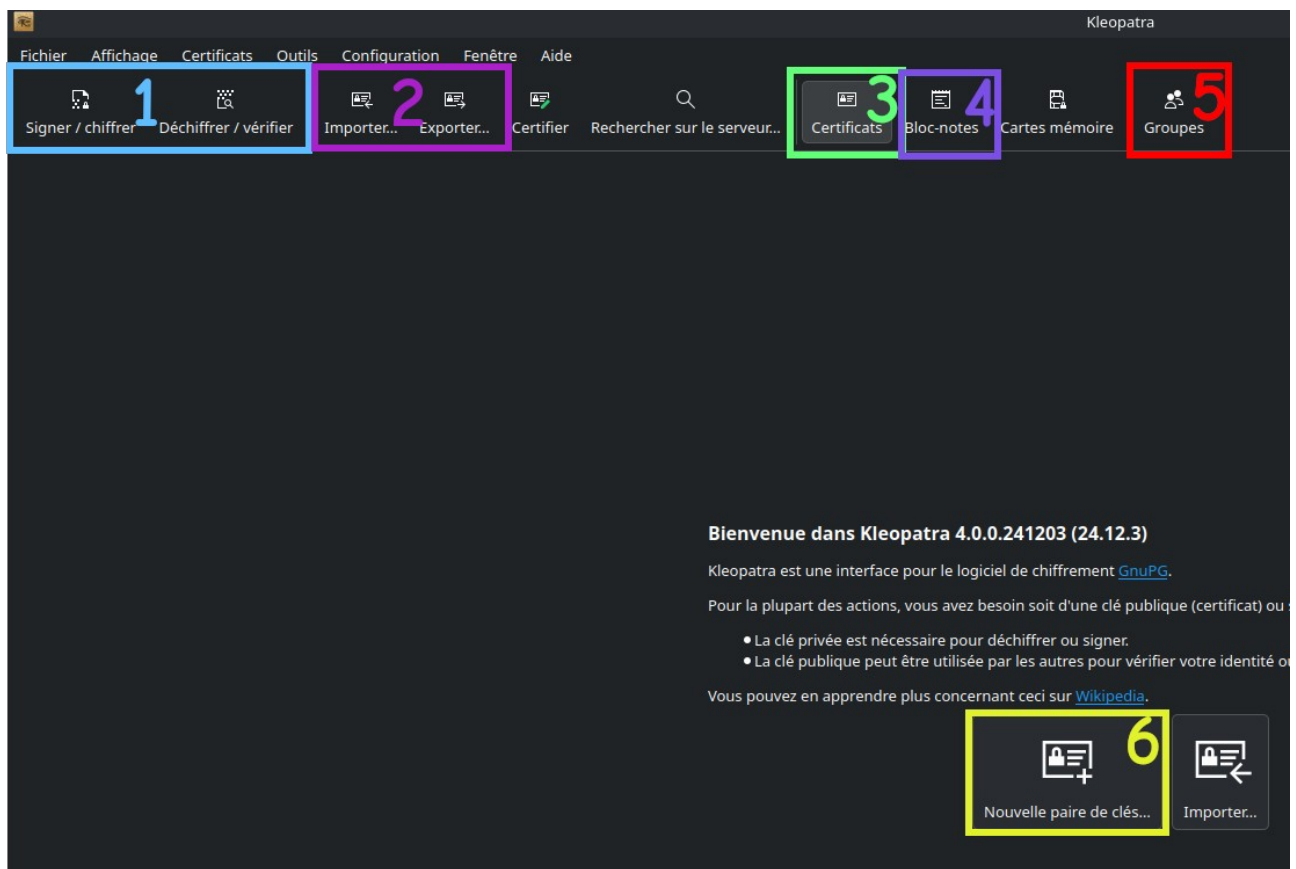 Kleopatra
Fichier Affichage Certificats Outils Configuration Fenêtre Aide
1 2 3 4 5
Signer / chiffrer Déchiffrer / vérifier Importer... Exporter... Certifier Rechercher sur le serveur... Certificats Bloc-notes Cartes mémoire Groupes
Bienvenue dans Kleopatra 4.0.0.241203 (24.12.3)
Kleopatra est une interface pour le logiciel de chiffrement GnuPG.
Pour la plupart des actions, vous avez besoin soit d'une clé publique (certificat) ou
• La clé privée est nécessaire pour déchiffrer ou signer.
• La clé publique peut être utilisée par les autres pour vérifier votre identité
Vous pouvez en apprendre plus concernant ceci sur Wikipedia.
6
Nouvelle paire de clés... Importer...